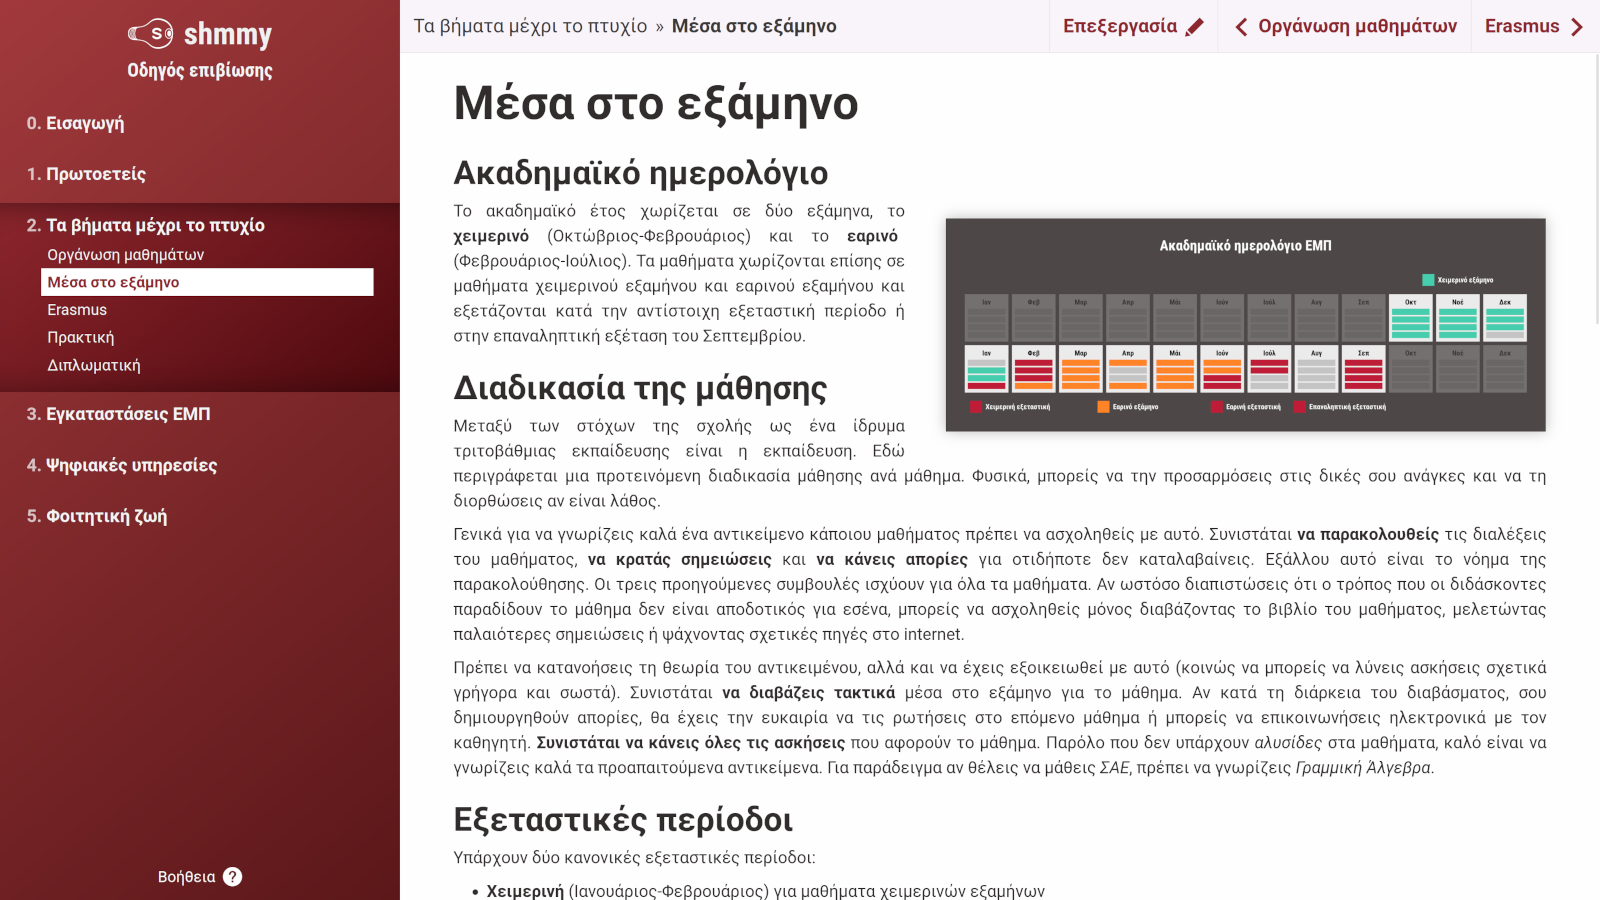 shmmy
Οδηγός επιβίωσης
0. Εισαγωγή
1. Πρωτοετείς
2. Τα βήματα μέχρι το πτυχίο
Οργάνωση μαθημάτων
Μέσα στο εξάμηνο
Erasmus
Πρακτική
Διπλωματική
3. Εγκαταστάσεις ΕΜΠ
4. Ψηφιακές υπηρεσίες
5. Φοιτητική ζωή
Βοήθεια ?
Τα βήματα μέχρι το πτυχίο » Μέσα στο εξάμηνο
Επεξεργασία
Οργάνωση μαθημάτων
Erasmus
Μέσα στο εξάμηνο
Ακαδημαϊκό ημερολόγιο
Το ακαδημαϊκό έτος χωρίζεται σε δύο εξάμηνα, το
χειμερινό (Οκτώβριος-Φεβρουάριος) και το εαρινό
(Φεβρουάριος-Ιούλιος). Τα μαθήματα χωρίζονται επίσης σε
μαθήματα χειμερινού εξαμήνου και εαρινού εξαμήνου και
εξετάζονται κατά την αντίστοιχη εξεταστική περίοδο ή
στην επαναληπτική εξέταση του Σεπτεμβρίου.
Ακαδημαϊκό ημερολόγιο ΕΜΠ
Χειμερινό εξάμηνο
Ιαν Φεβ Μαρ Απρ Μάι Ιούν Ιούλ Αυγ Σεπ Οκτ Νοέ Δεκ
Ιαν Φεβ Μαρ Απρ Μάι Ιούν Ιούλ Αυγ Σεπ Οκτ Νοέ Δεκ
Χειμερινή εξεταστική Εαρινό εξάμηνο Εαρινή εξεταστική Επαναληπτική εξεταστική
Διαδικασία της μάθησης
Μεταξύ των στόχων της σχολής ως ένα ίδρυμα
τριτοβάθμιας εκπαίδευσης είναι η εκπαίδευση. Εδώ
περιγράφεται μια προτεινόμενη διαδικασία μάθησης ανά μάθημα. Φυσικά, μπορείς να την προσαρμόσεις στις δικές σου ανάγκες και να τη
διορθώσεις αν είναι λάθος.
Γενικά για να γνωρίζεις καλά ένα αντικείμενο κάποιου μαθήματος πρέπει να ασχοληθείς με αυτό. Συνιστάται να παρακολουθείς τις διαλέξεις
του μαθήματος, να κρατάς σημειώσεις και να κάνεις απορίες για οτιδήποτε δεν καταλαβαίνεις. Εξάλλου αυτό είναι το νόημα της
παρακολούθησης. Οι τρεις προηγούμενες συμβουλές ισχύουν για όλα τα μαθήματα. Αν ωστόσο διαπιστώσεις ότι ο τρόπος που οι διδάσκοντες
παραδίδουν το μάθημα δεν είναι αποδοτικός για εσένα, μπορείς να ασχοληθείς μόνος διαβάζοντας το βιβλίο του μαθήματος, μελετώντας
παλαιότερες σημειώσεις ή ψάχνοντας σχετικές πηγές στο internet.
Πρέπει να κατανοήσεις τη θεωρία του αντικειμένου, αλλά και να έχεις εξοικειωθεί με αυτό (κοινώς να μπορείς να λύνεις ασκήσεις σχετικά
γρήγορα και σωστά). Συνιστάται να διαβάζεις τακτικά μέσα στο εξάμηνο για το μάθημα. Αν κατά τη διάρκεια του διαβάσματος, σου
δημιουργηθούν απορίες, θα έχεις την ευκαιρία να τις ρωτήσεις στο επόμενο μάθημα ή μπορείς να επικοινωνήσεις ηλεκτρονικά με τον
καθηγητή. Συνιστάται να κάνεις όλες τις ασκήσεις που αφορούν το μάθημα. Παρόλο που δεν υπάρχουν αλυσίδες στα μαθήματα, καλό είναι να
γνωρίζεις καλά τα προαπαιτούμενα αντικείμενα. Για παράδειγμα αν θέλεις να μάθεις ΣΑΕ, πρέπει να γνωρίζεις Γραμμική Άλγεβρα.
Εξεταστικές περίοδοι
Υπάρχουν δύο κανονικές εξεταστικές περίοδοι:
• Χειμερινή (Ιανουάριος-Φεβρουάριος) για μαθήματα χειμερινών εξαμήνων